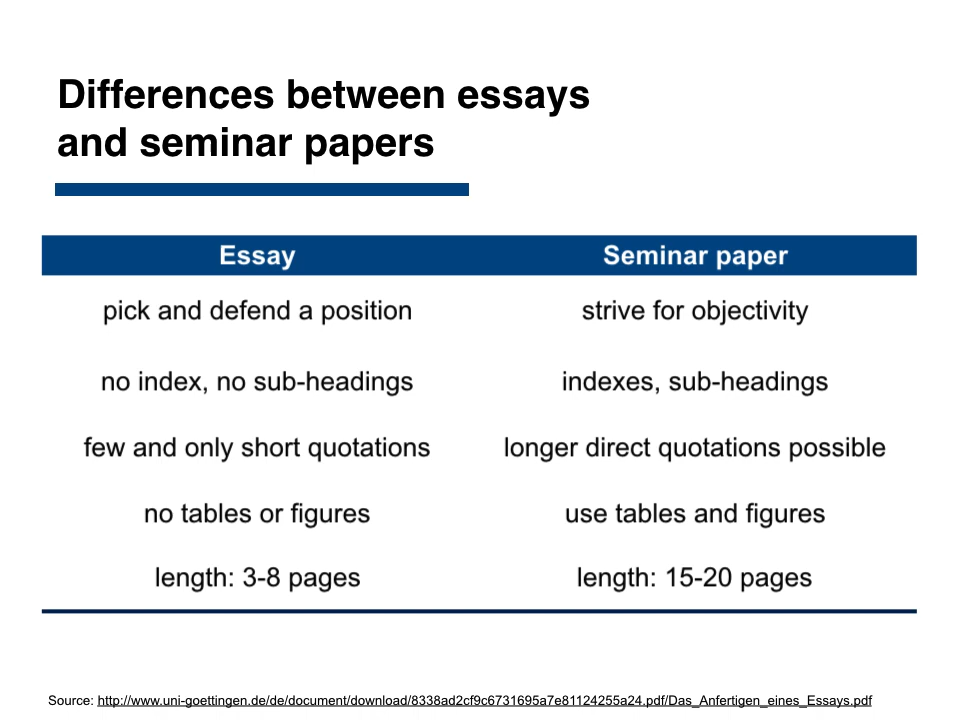 Differences between essays
and seminar papers
Essay Seminar paper
pick and defend a position strive for objectivity
no index, no sub-headings indexes, sub-headings
few and only short quotations longer direct quotations possible
no tables or figures use tables and figures
length: 3-8 pages length: 15-20 pages
Source: http://www.uni-goettingen.de/de/document/download/8338ad2cf9c6731695a7e81124255a24.pdf/Das_Anfertigen_eines_Essays.pdf